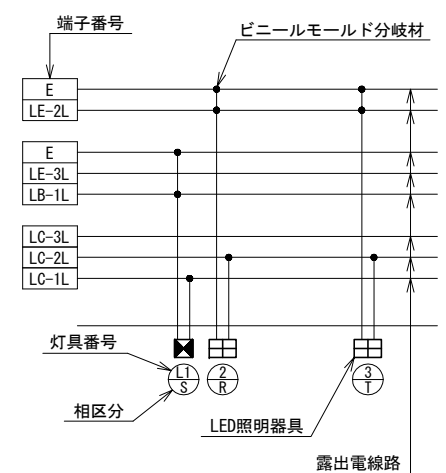 端子番号
ビニールモールド分岐材
E
LE-2L
E
LE-3L
LB-1L
LC-3L
LC-2L
LC-1L
灯具番号
L1
S
2
R
3
T
相区分
LED照明器具
露出電線路